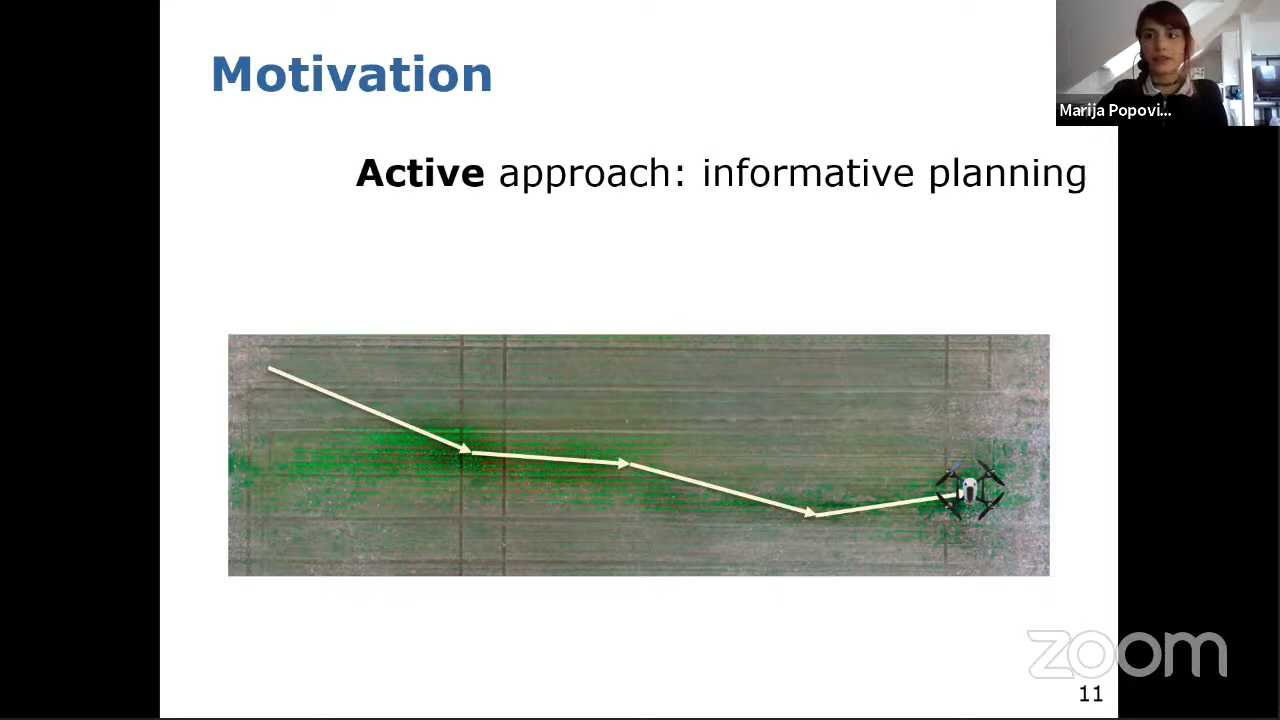 Motivation
Marija Popovi...
Active approach: informative planning
zoom
11